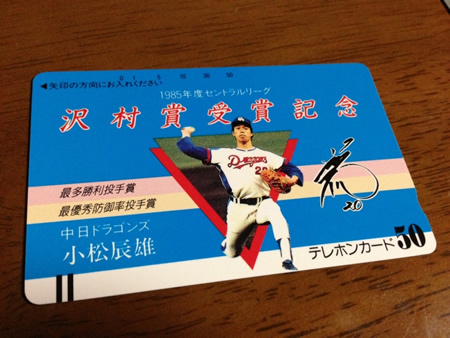 ◀矢印の方向にお入れください
1985年度セントラルリーグ
沢村賞受賞記念
Dragons
20
最多勝利投手賞
最優秀防御率投手賞
中日ドラゴンズ
小松辰雄
20
テレホンカード50